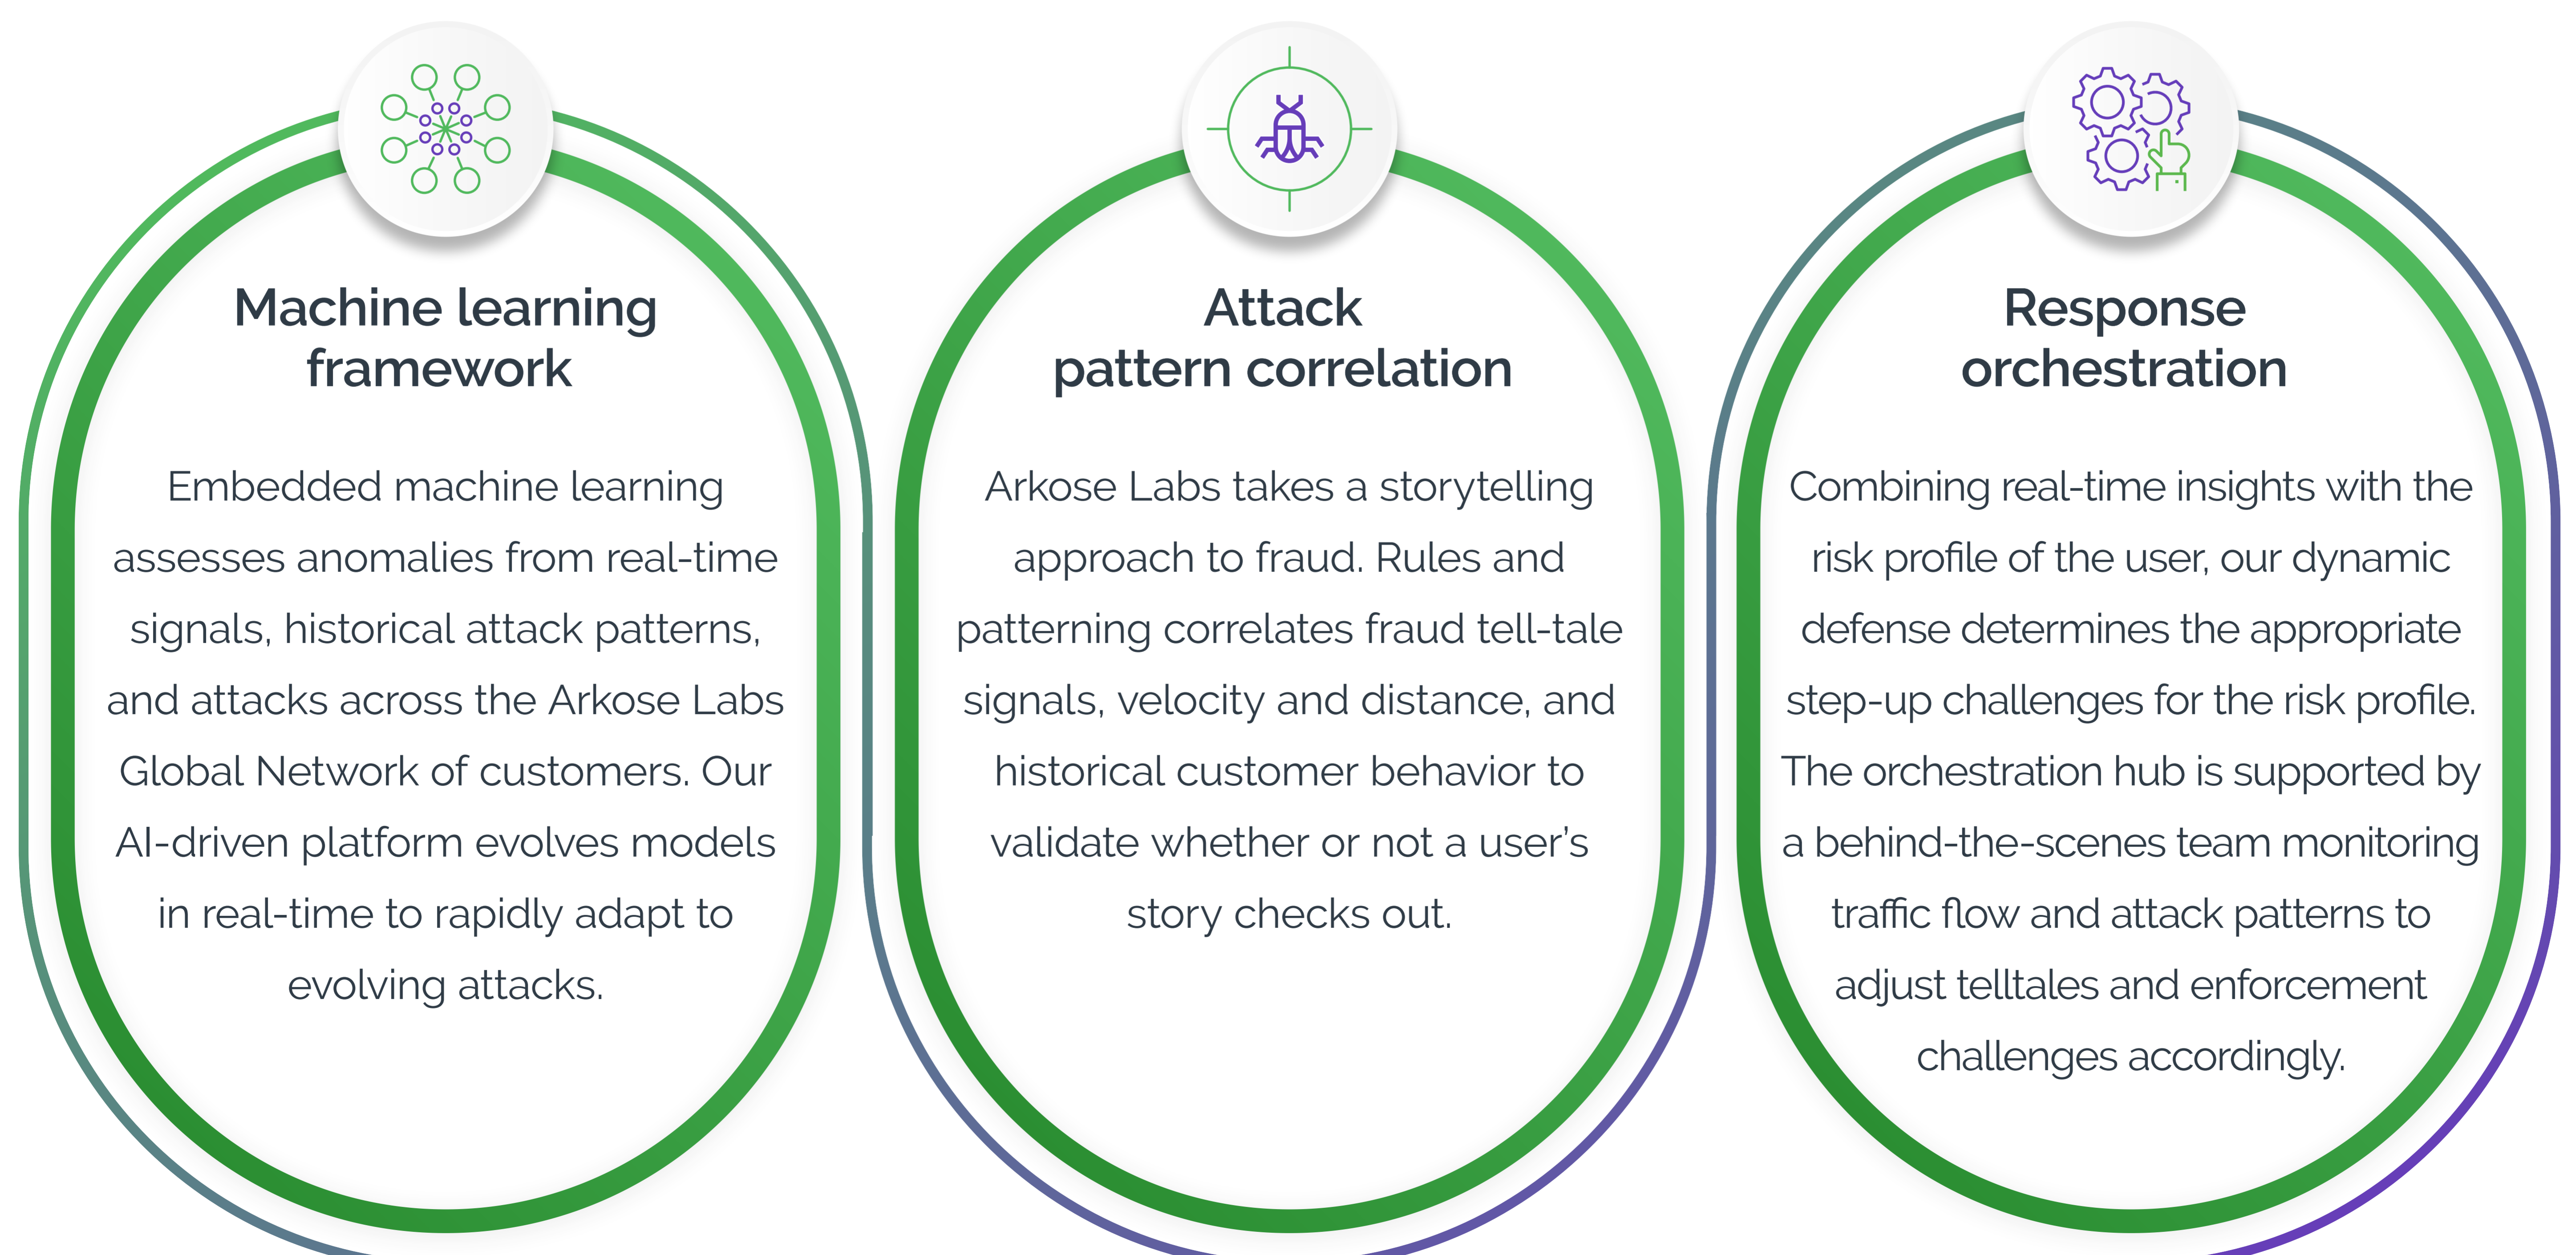 Machine learning
framework
Embedded machine learning
assesses anomalies from real-time
signals, historical attack patterns,
and attacks across the Arkose Labs
Global Network of customers. Our
AI-driven platform evolves models
in real-time to rapidly adapt to
evolving attacks.
Attack
pattern correlation
Arkose Labs takes a storytelling
approach to fraud. Rules and
patterning correlates fraud tell-tale
signals, velocity and distance, and
historical customer behavior to
validate whether or not a user’s
story checks out.
Response
orchestration
Combining real-time insights with the
risk profile of the user, our dynamic
defense determines the appropriate
step-up challenges for the risk profile.
The orchestration hub is supported by
a behind-the-scenes team monitoring
traffic flow and attack patterns to
adjust telltales and enforcement
challenges accordingly.